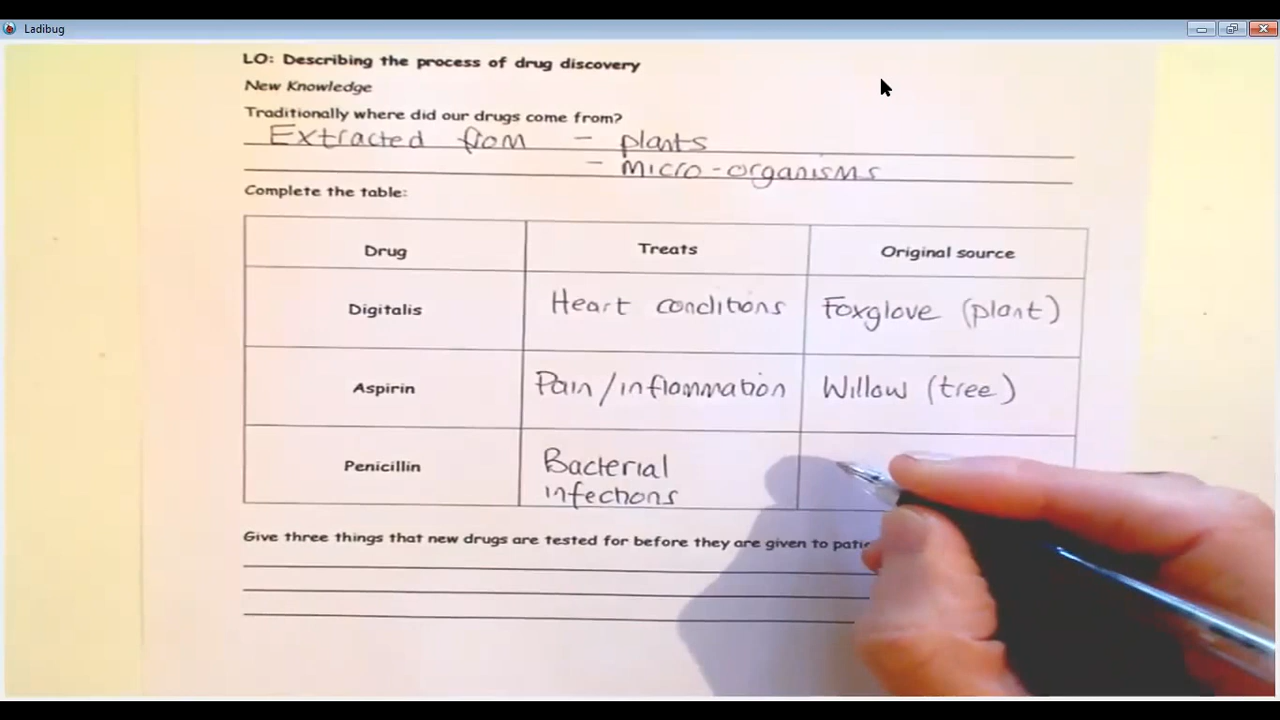 Ladibug
LO: Describing the process of drug discovery
New Knowledge
Traditionally where did our drugs come from?
Extracted from - plants
- Micro-organisms
Complete the table:
Drug Treats Original source
Digitalis Heart conditions Foxglove (plant)
Aspirin Pain/inflammation Willow (tree)
Penicillin Bacterial
infections
Give three things that new drugs are tested for before they are given to